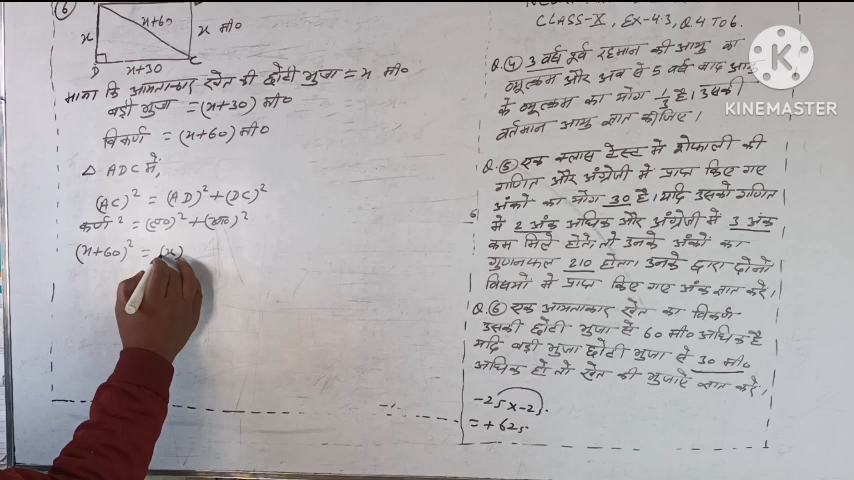 6
x
x+60
x मी०
D
x+30
C
माना कि आयताकार खेत की छोटी भुजा = x मी०
बड़ी भुजा = (x+30) मी०
विकर्ण = (x+60) मी०
△ ADC में,
(AC)² = (AD)² + (DC)²
कर्ण² = (ल०)² + (आ०)²
(x+60)² = (x)
CLASS-X, EX-4.3, Q.4 TO 6.
Q.(4) 3 वर्ष पूर्व रहमान की आयु का
व्युत्क्रम और अब से 5 वर्ष बाद आयु
के व्युत्क्रम का योग 1/3 है। उसकी
वर्तमान आयु ज्ञात कीजिए।
KINEMASTER
Q.(5) एक क्लास टेस्ट में शेफाली की
गणित और अंग्रेजी में प्राप्त किए गए
अंकों का योग 30 है। यदि उसको गणित
में 2 अंक अधिक और अंग्रेजी में 3 अंक
कम मिले होते, तो उनके अंकों का
गुणनफल 210 होता। उनके द्वारा दोनों
विषयों में प्राप्त किए गए अंक ज्ञात करें।
Q.(6) एक आयताकार खेत का विकर्ण
उसकी छोटी भुजा से 60 मी० अधिक है
यदि बड़ी भुजा छोटी भुजा से 30 मी०
अधिक हो तो खेत की भुजाएँ ज्ञात करें।
-25 x -25.
= + 625.